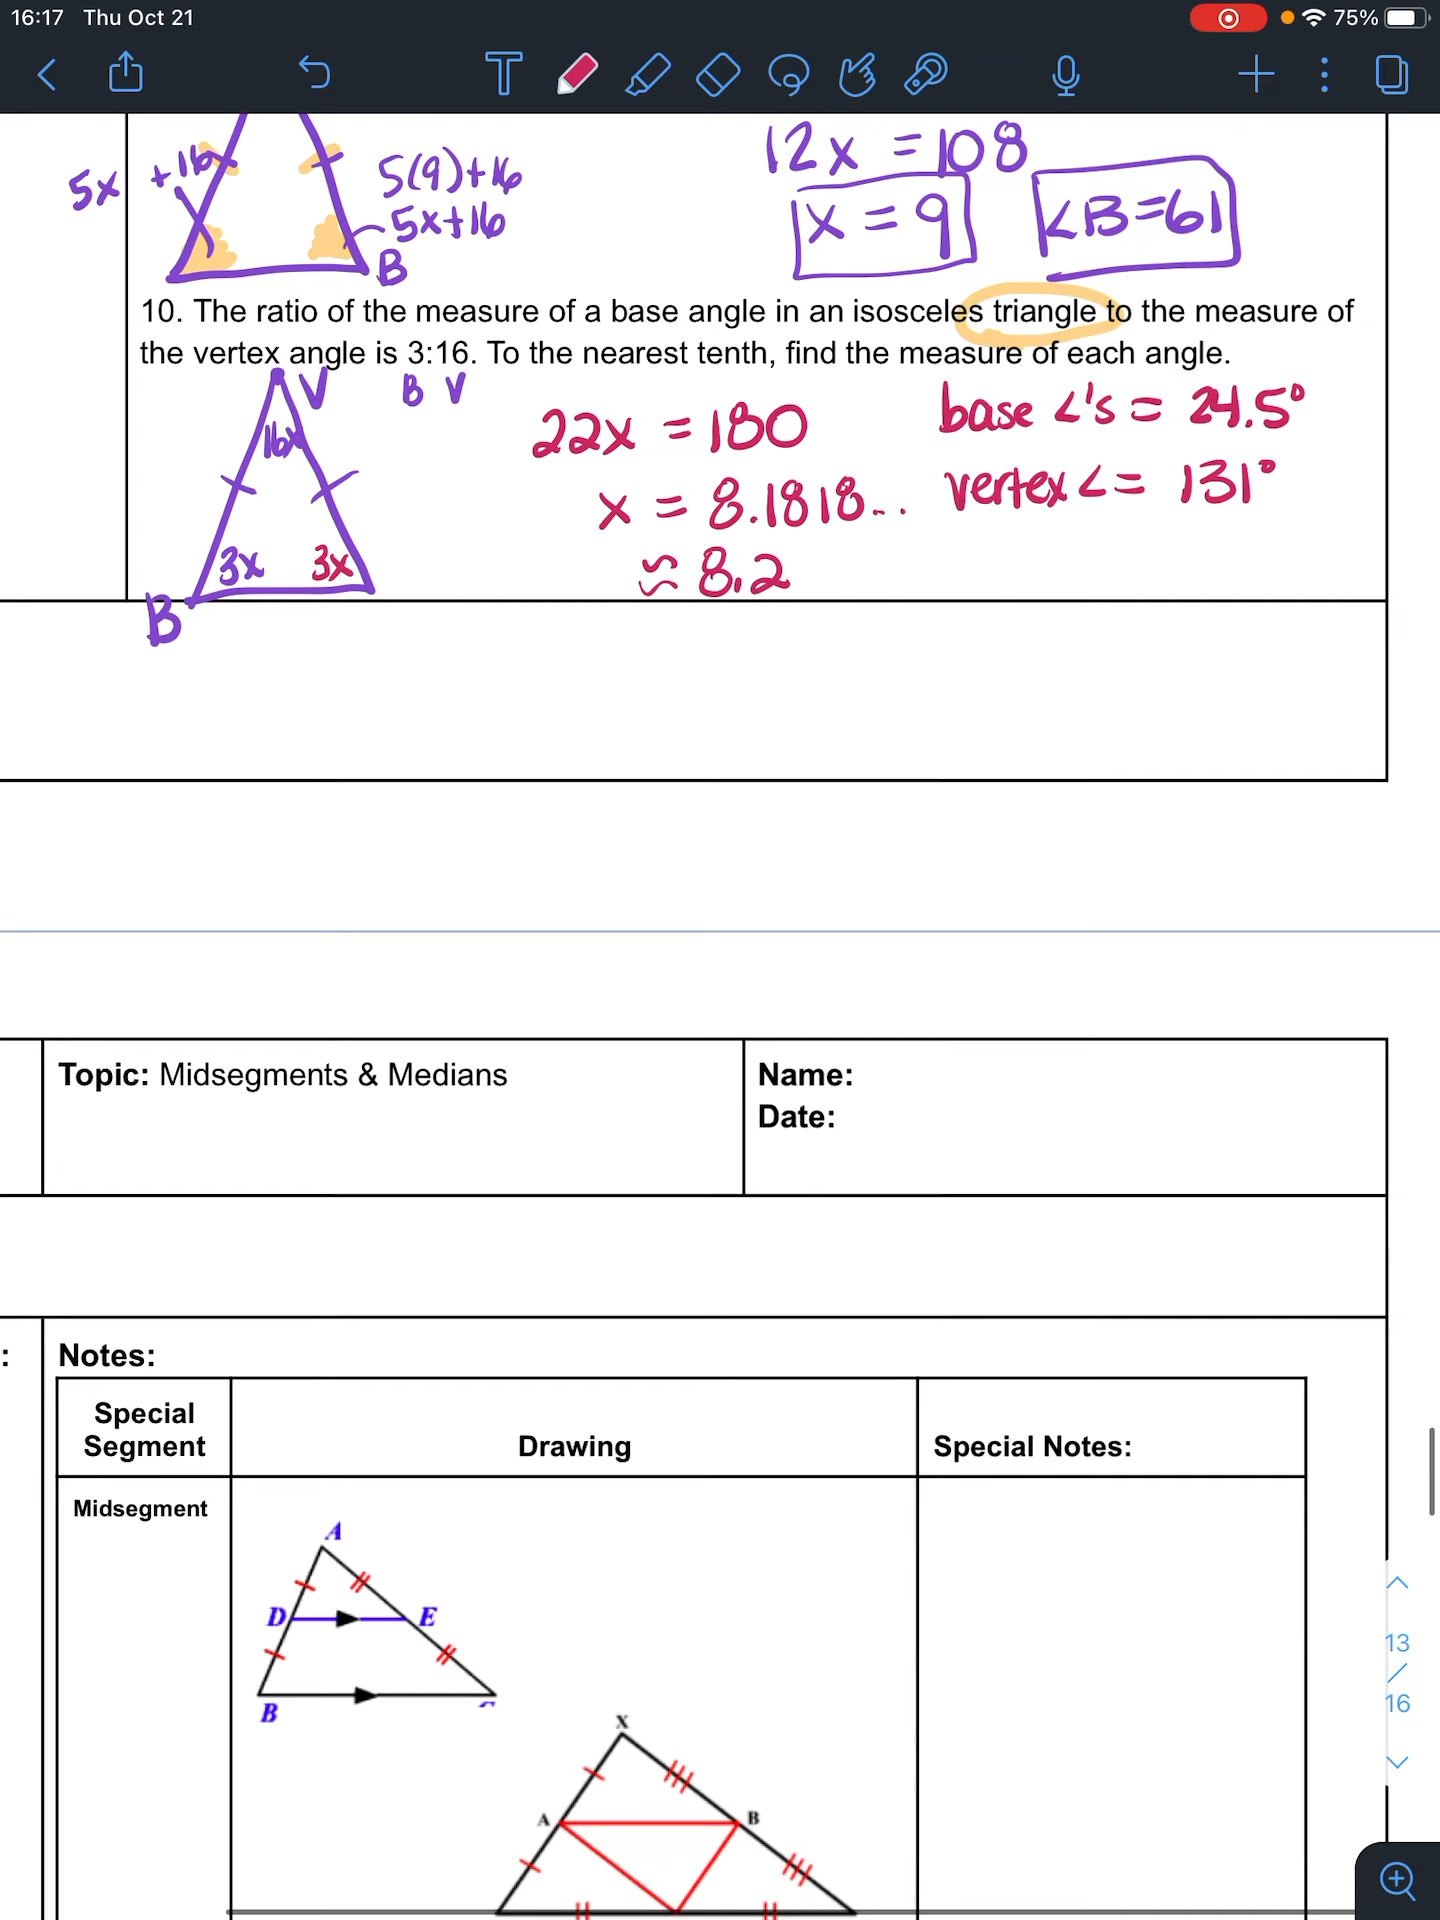 16:17 Thu Oct 21
75%
5x +16
5(9)+16
5x+16
B
12x = 108
x = 9
<B=61
10. The ratio of the measure of a base angle in an isosceles triangle to the measure of
the vertex angle is 3:16. To the nearest tenth, find the measure of each angle.
V
B V
16x
3x 3x
B
22x = 180
x = 8.1818...
≈ 8.2
base <'s = 24.5°
vertex < = 131°
Topic: Midsegments & Medians
Name:
Date:
:
Notes:
Special
Segment
Drawing
Special Notes:
Midsegment
A
D E
B
X
A B
13
/
16